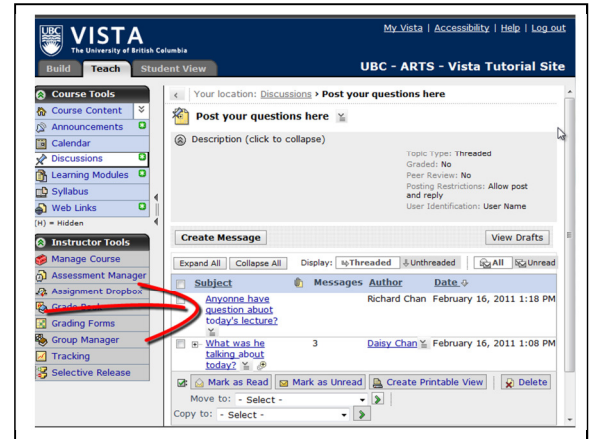 UBC VISTA
The University of British Columbia
My Vista | Accessibility | Help | Log out
Build Teach Student View
UBC - ARTS - Vista Tutorial Site
Course Tools
Course Content
Announcements
Calendar
Discussions
Learning Modules
Syllabus
Web Links
(H) = Hidden
Instructor Tools
Manage Course
Assessment Manager
Assignment Dropbox
Grade Book
Grading Forms
Group Manager
Tracking
Selective Release
Your location: Discussions › Post your questions here
Post your questions here
Description (click to collapse)
Topic Type: Threaded
Graded: No
Peer Review: No
Posting Restrictions: Allow post
and reply
User Identification: User Name
Create Message View Drafts
Expand All Collapse All Display: Threaded Unthreaded All Unread
Subject Messages Author Date
Anyonne have Richard Chan February 16, 2011 1:18 PM
question abuot
today's lecture?
What was he 3 Daisy Chan February 16, 2011 1:08 PM
talking about
today?
Mark as Read Mark as Unread Create Printable View Delete
Move to: - Select -
Copy to: - Select -